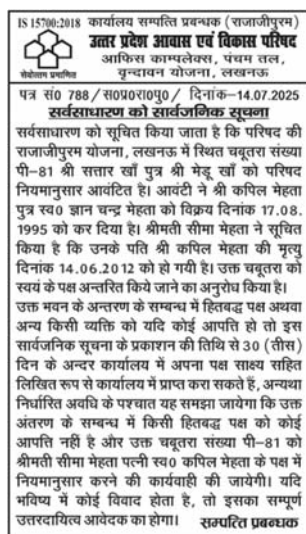 IS 15700:2018 कार्यालय सम्पत्ति प्रबन्धक (राजाजीपुरम)
उत्तर प्रदेश आवास एवं विकास परिषद
आफिस काम्पलेक्स, पंचम तल,
सेवोत्तम प्रमाणित
वृन्दावन योजना, लखनऊ
पत्र सं0 788/स0प्र0रा0पु0/ दिनांक-14.07.2025
सर्वसाधारण को सार्वजनिक सूचना
सर्वसाधारण को सूचित किया जाता है कि परिषद की
राजाजीपुरम योजना, लखनऊ में स्थित चबूतरा संख्या
पी-81 श्री सत्तार खाँ पुत्र श्री मेडू खाँ को परिषद
नियमानुसार आवंटित है। आवंटी ने श्री कपिल मेहता
पुत्र स्व0 ज्ञान चन्द्र मेहता को विक्रय दिनांक 17.08.
1995 को कर दिया है। श्रीमती सीमा मेहता ने सूचित
किया है कि उनके पति श्री कपिल मेहता की मृत्यु
दिनांक 14.06.2012 को हो गयी है। उक्त चबूतरा को
स्वयं के पक्ष अन्तरित किये जाने का अनुरोध किया है।
उक्त भवन के अन्तरण के सम्बन्ध में हितबद्ध पक्ष अथवा
अन्य किसी व्यक्ति को यदि कोई आपत्ति हो तो इस
सार्वजनिक सूचना के प्रकाशन की तिथि से 30 (तीस)
दिन के अन्दर कार्यालय में अपना पक्ष साक्ष्य सहित
लिखित रूप से कार्यालय में प्राप्त करा सकते है, अन्यथा
निर्धारित अवधि के पश्चात यह समझा जायेगा कि उक्त
अंतरण के सम्बन्ध में किसी हितबद्ध पक्ष को कोई
आपत्ति नहीं है और उक्त चबूतरा संख्या पी-81 को
श्रीमती सीमा मेहता पत्नी स्व0 कपिल मेहता के पक्ष में
नियमानुसार करने की कार्यवाही की जायेगी। यदि
भविष्य में कोई विवाद होता है, तो इसका सम्पूर्ण
उत्तरदायित्व आवेदक का होगा। सम्पत्ति प्रबन्धक